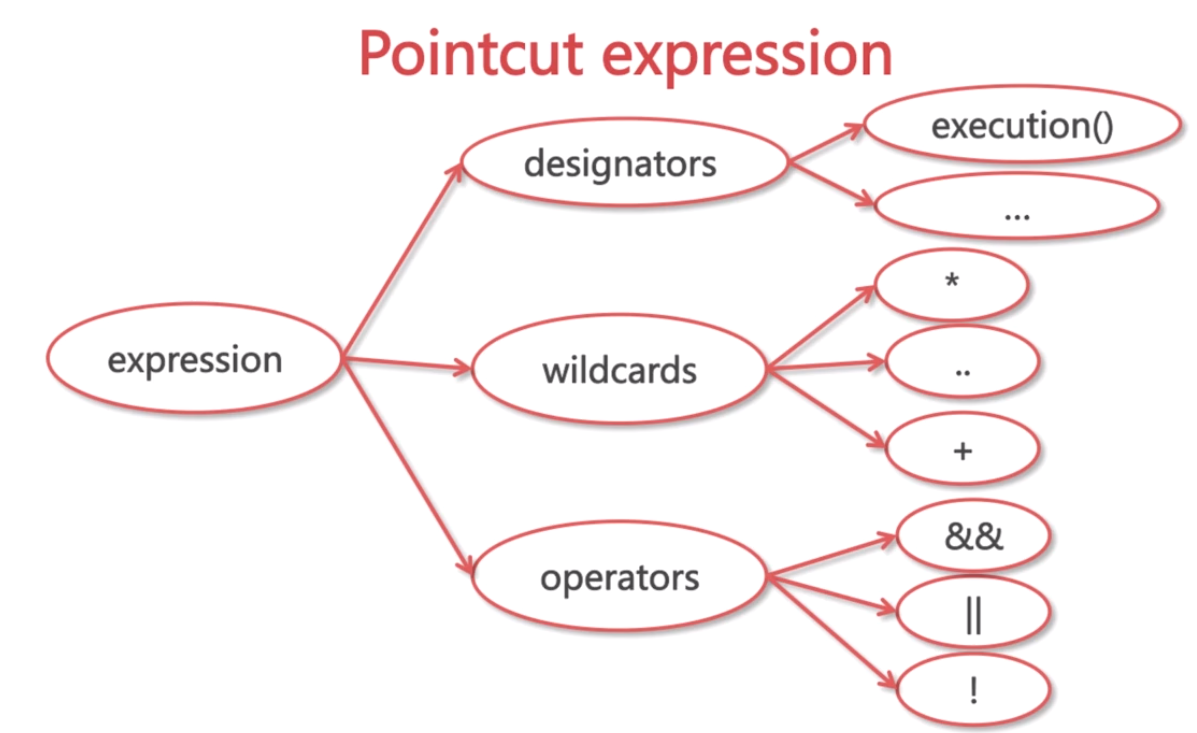 Pointcut expression
execution()
designators
...
*
expression
wildcards
..
+
&&
operators
||
!